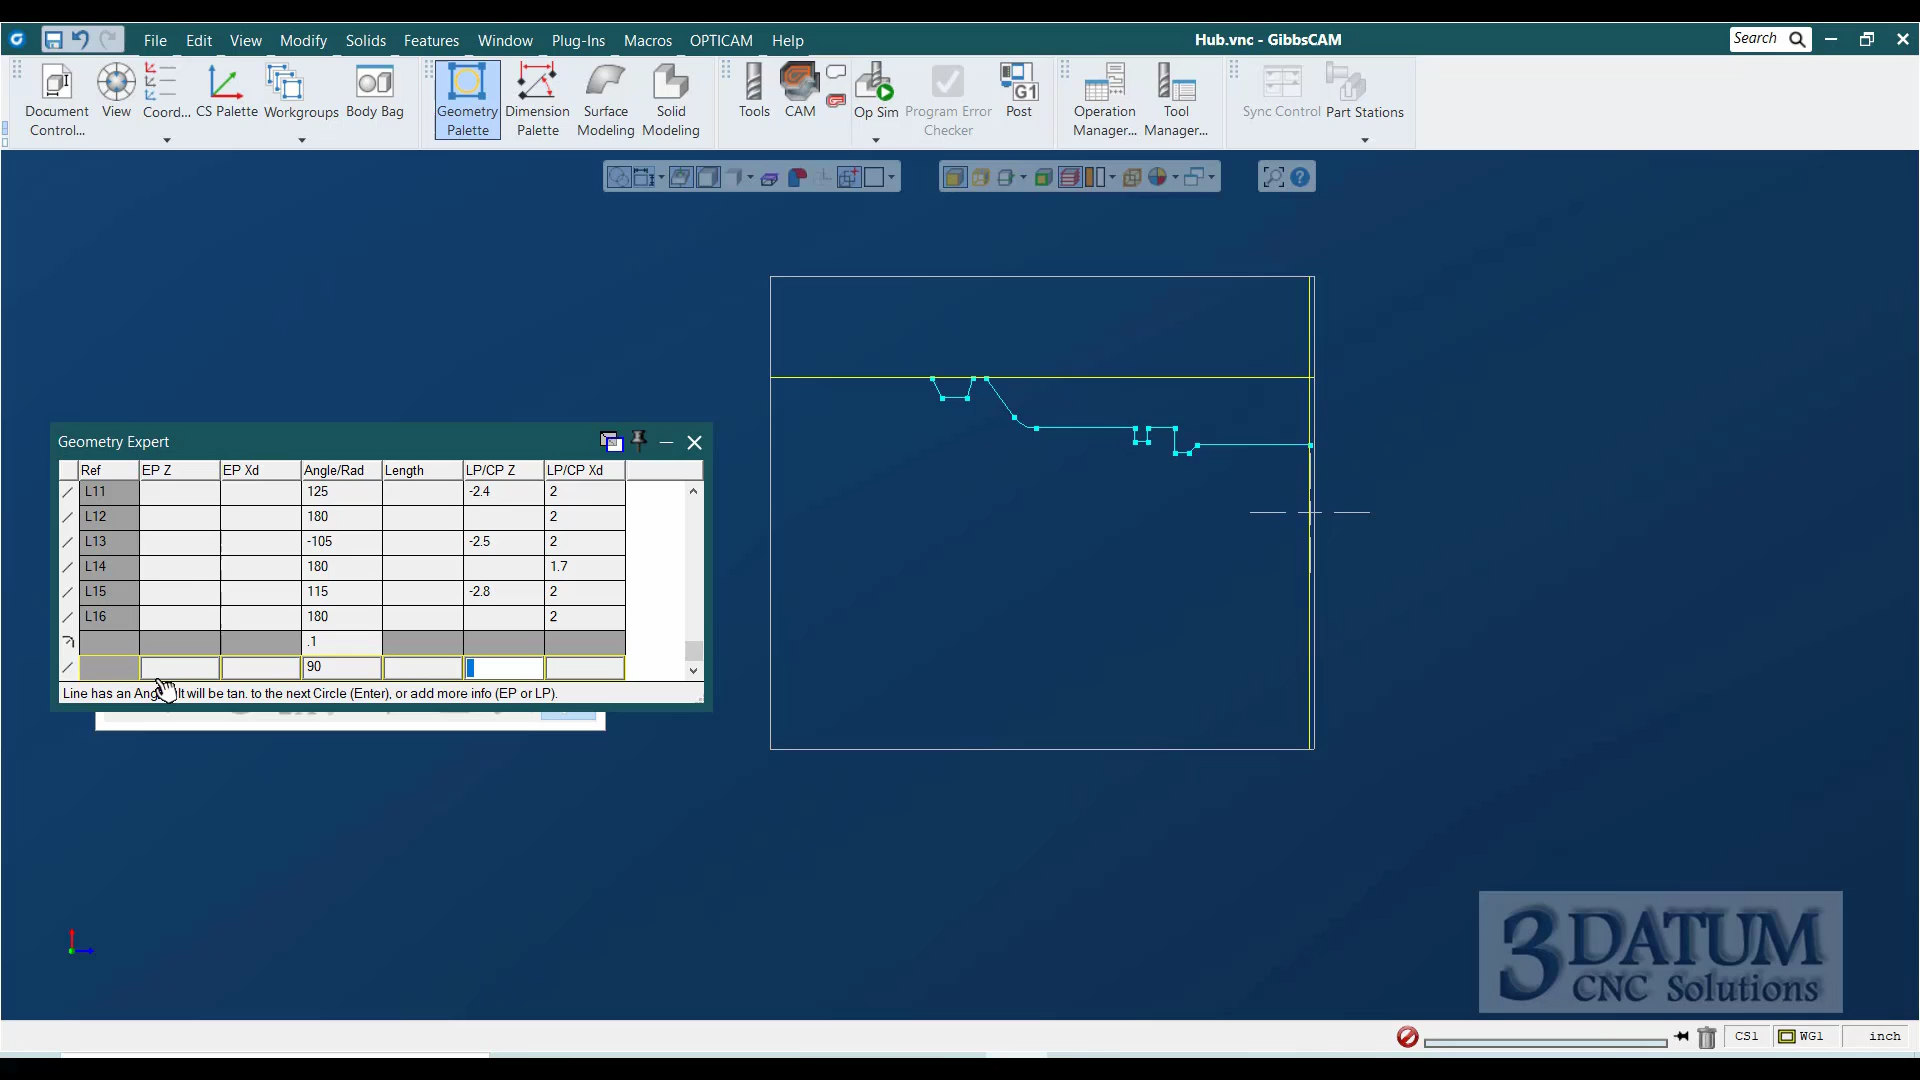 File Edit View Modify Solids Features Windows Plug-Ins Macros OPTICAM Help
Hub.vnc - GibbsCAM
Search
Document Control...
View
Coord...
CS Palette
Workgroups
Body Bag
Geometry Palette
Dimension Palette
Surface Modeling
Solid Modeling
Tools
CAM
Op Sim
Program Error Checker
G1
Post
Operation Manager...
Tool Manager...
Sync Control
Part Stations
Geometry Expert
Ref EP Z EP Xd Angle/Rad Length LP/CP Z LP/CP Xd
L11 125 -2.4 2
L12 180 2
L13 -105 -2.5 2
L14 180 1.7
L15 115 -2.8 2
L16 180 2
.1
90
Line has an Ang It will be tan. to the next Circle (Enter), or add more info (EP or LP).
3 DATUM
CNC Solutions
CS1 WG1 inch